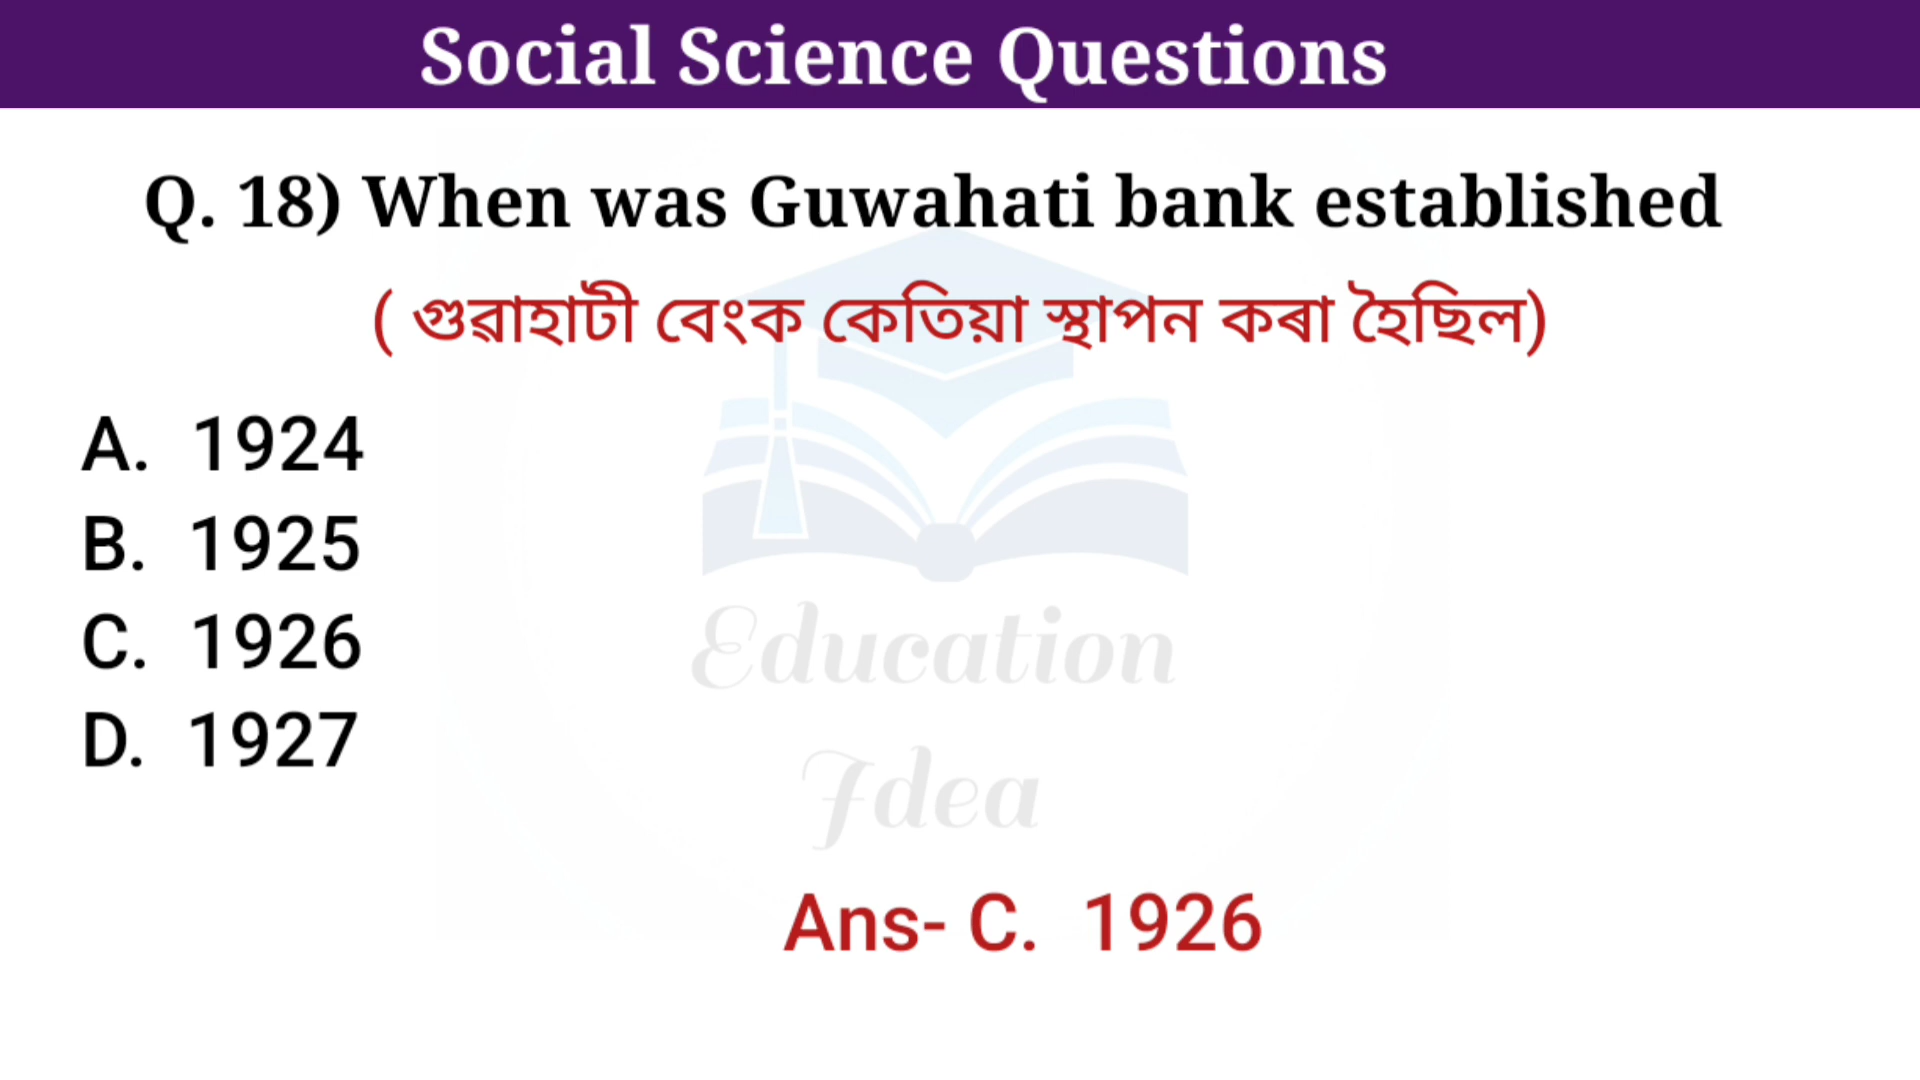 Social Science Questions
Q. 18) When was Guwahati bank established
( গুৱাহাটী বেংক কেতিয়া স্থাপন কৰা হৈছিল)
A. 1924
B. 1925
C. 1926
D. 1927
Education
Idea
Ans- C. 1926